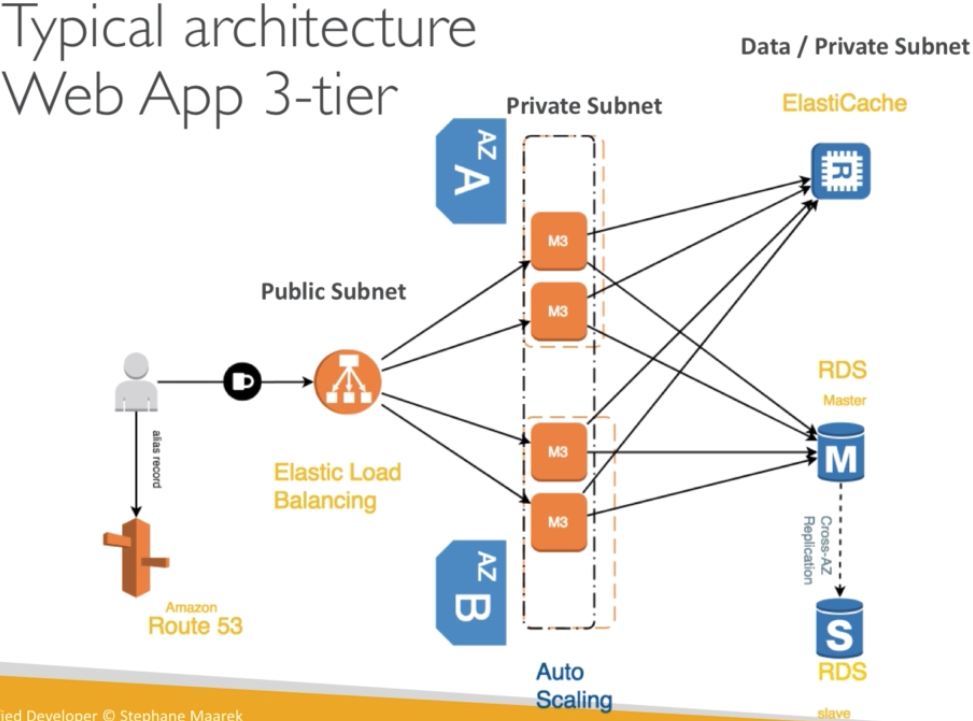 Typical architecture
Web App 3-tier
Data / Private Subnet
Private Subnet
ElastiCache
AZ
A
R
M3
M3
Public Subnet
alias record
Elastic Load
Balancing
M3
M3
RDS
Master
M
Cross-AZ
Replication
Amazon
Route 53
AZ
B
S
RDS
slave
Auto
Scaling
ied Developer © Stephane Maarek